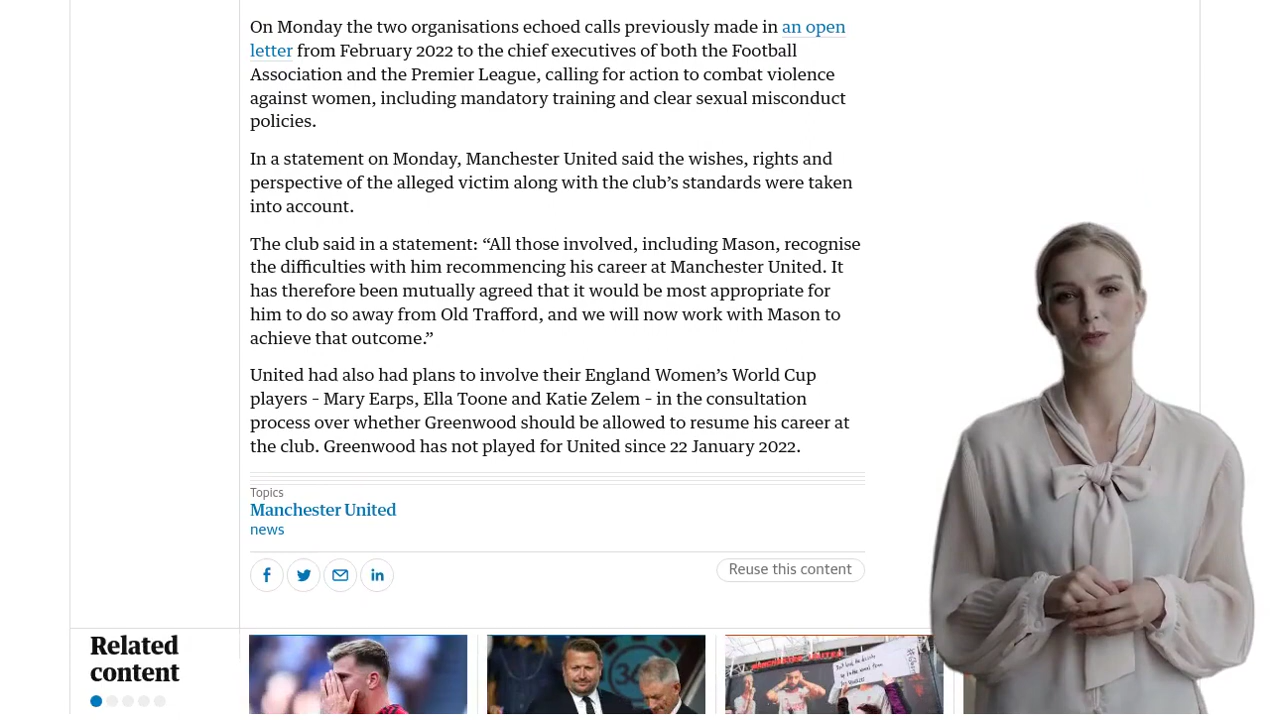 On Monday the two organisations echoed calls previously made in an open
letter from February 2022 to the chief executives of both the Football
Association and the Premier League, calling for action to combat violence
against women, including mandatory training and clear sexual misconduct
policies.
In a statement on Monday, Manchester United said the wishes, rights and
perspective of the alleged victim along with the club’s standards were taken
into account.
The club said in a statement: “All those involved, including Mason, recognise
the difficulties with him recommencing his career at Manchester United. It
has therefore been mutually agreed that it would be most appropriate for
him to do so away from Old Trafford, and we will now work with Mason to
achieve that outcome.”
United had also had plans to involve their England Women’s World Cup
players – Mary Earps, Ella Toone and Katie Zelem – in the consultation
process over whether Greenwood should be allowed to resume his career at
the club. Greenwood has not played for United since 22 January 2022.
Topics
Manchester United
news
Reuse this content
Related
content